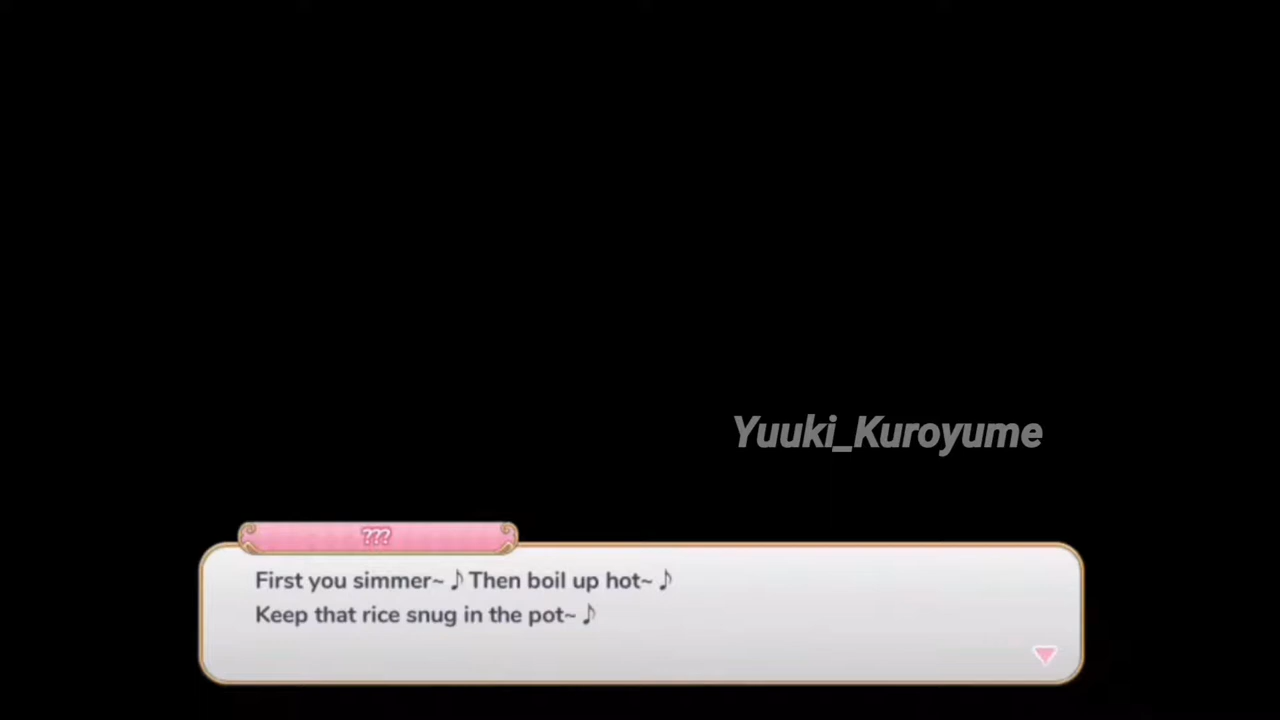 Yuuki_Kuroyume
???
First you simmer~♪Then boil up hot~♪
Keep that rice snug in the pot~♪